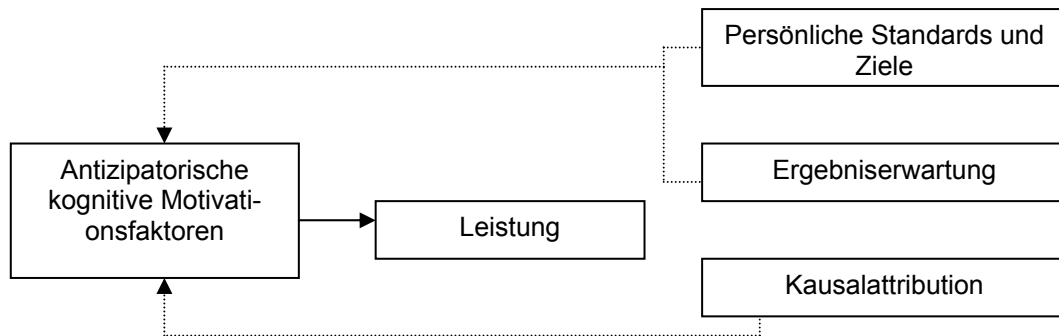 Persönliche Standards und
Ziele
Antizipatorische
kognitive Motivati-
onsfaktoren
Ergebniserwartung
Leistung
Kausalattribution